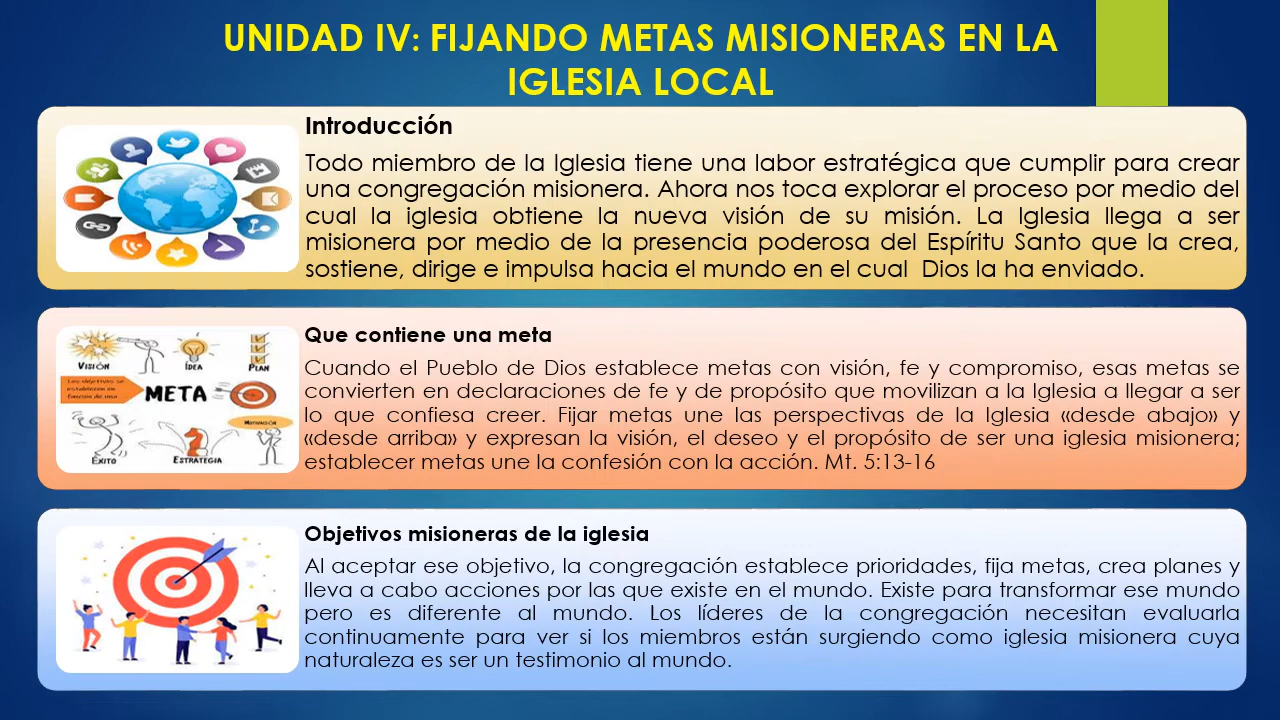 UNIDAD IV: FIJANDO METAS MISIONERAS EN LA
IGLESIA LOCAL
Introducción
Todo miembro de la Iglesia tiene una labor estratégica que cumplir para crear
una congregación misionera. Ahora nos toca explorar el proceso por medio del
cual la iglesia obtiene la nueva visión de su misión. La Iglesia llega a ser
misionera por medio de la presencia poderosa del Espíritu Santo que la crea,
sostiene, dirige e impulsa hacia el mundo en el cual Dios la ha enviado.
VISIÓN
IDEA
PLAN
Los objetivos se
establecen en
función de una
META
MOTIVACIÓN
ÉXITO
ESTRATEGIA
Que contiene una meta
Cuando el Pueblo de Dios establece metas con visión, fe y compromiso, esas metas se
convierten en declaraciones de fe y de propósito que movilizan a la Iglesia a llegar a ser
lo que confiesa creer. Fijar metas une las perspectivas de la Iglesia «desde abajo» y
«desde arriba» y expresan la visión, el deseo y el propósito de ser una iglesia misionera;
establecer metas une la confesión con la acción. Mt. 5:13-16
Objetivos misioneras de la iglesia
Al aceptar ese objetivo, la congregación establece prioridades, fija metas, crea planes y
lleva a cabo acciones por las que existe en el mundo. Existe para transformar ese mundo
pero es diferente al mundo. Los líderes de la congregación necesitan evaluarla
continuamente para ver si los miembros están surgiendo como iglesia misionera cuya
naturaleza es ser un testimonio al mundo.